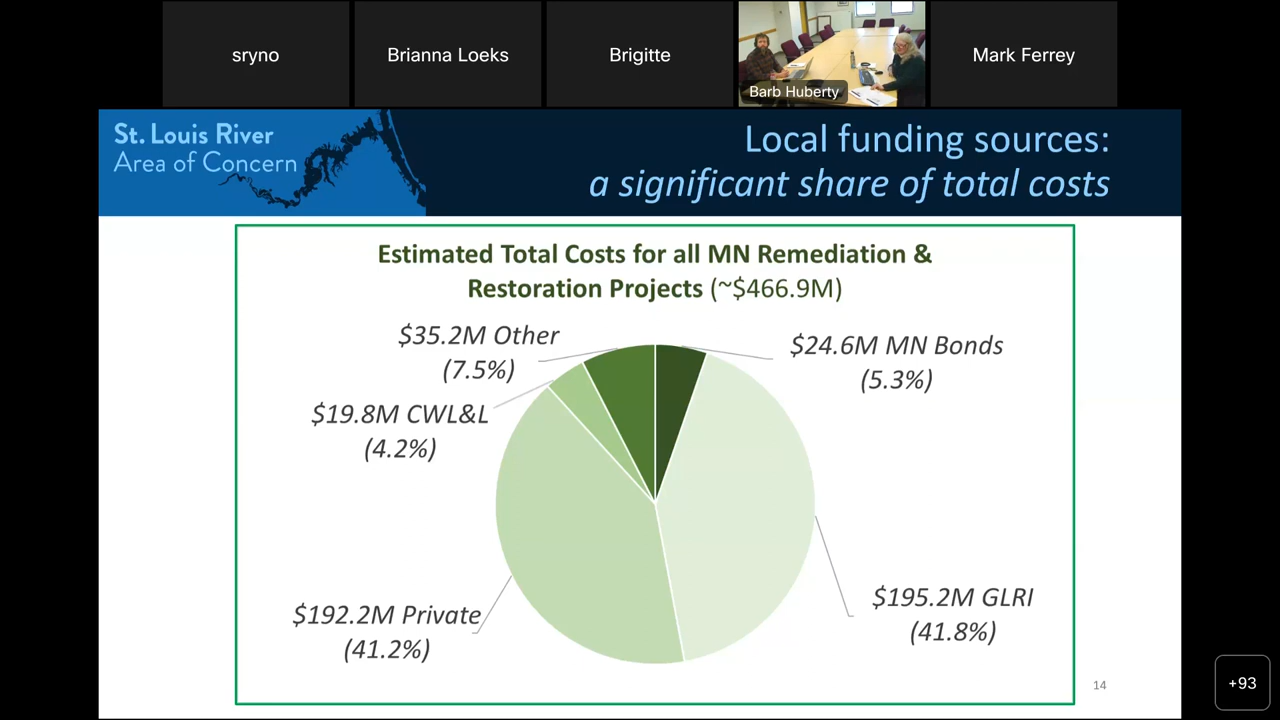 sryno
Brianna Loeks
Brigitte
Barb Huberty
Mark Ferrey
St. Louis River
Area of Concern
Local funding sources:
a significant share of total costs
Estimated Total Costs for all MN Remediation &
Restoration Projects (~$466.9M)
$35.2M Other
(7.5%)
$24.6M MN Bonds
(5.3%)
$19.8M CWL&L
(4.2%)
$192.2M Private
(41.2%)
$195.2M GLRI
(41.8%)
14
+93